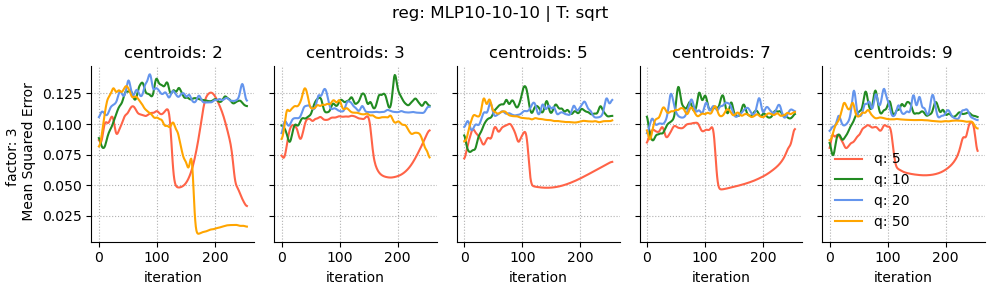 reg: MLP10-10-10 | T: sqrt
centroids: 2
centroids: 3
centroids: 5
centroids: 7
centroids: 9
factor: 3
Mean Squared Error
0.125
0.100
0.075
0.050
0.025
q: 5
q: 10
q: 20
q: 50
0 100 200
0 100 200
0 100 200
0 100 200
0 100 200
iteration
iteration
iteration
iteration
iteration